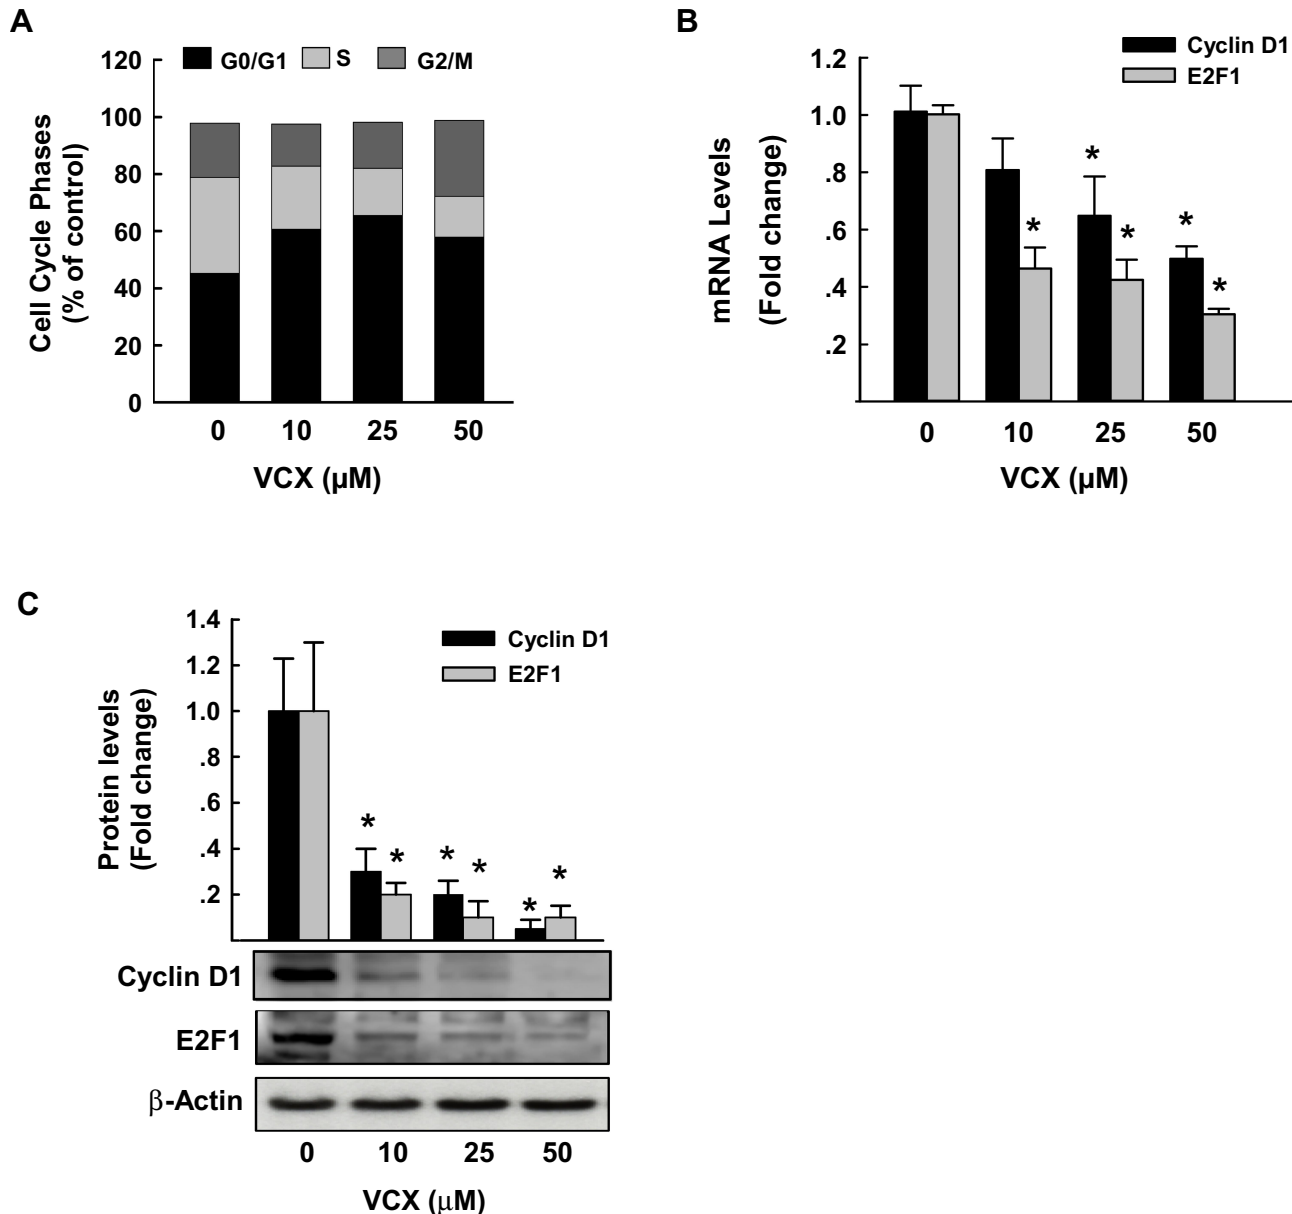 A
G0/G1 S G2/M
120
100
80
60
40
20
0
Cell Cycle Phases
(% of control)
0 10 25 50
VCX (µM)
B
Cyclin D1
E2F1
1.2
1.0
.8
.6
.4
.2
mRNA Levels
(Fold change)
*
*
*
*
*
0 10 25 50
VCX (µM)
C
Cyclin D1
E2F1
1.4
1.2
1.0
.8
.6
.4
.2
Protein levels
(Fold change)
* * * * * *
Cyclin D1
E2F1
β-Actin
0 10 25 50
VCX (μM)